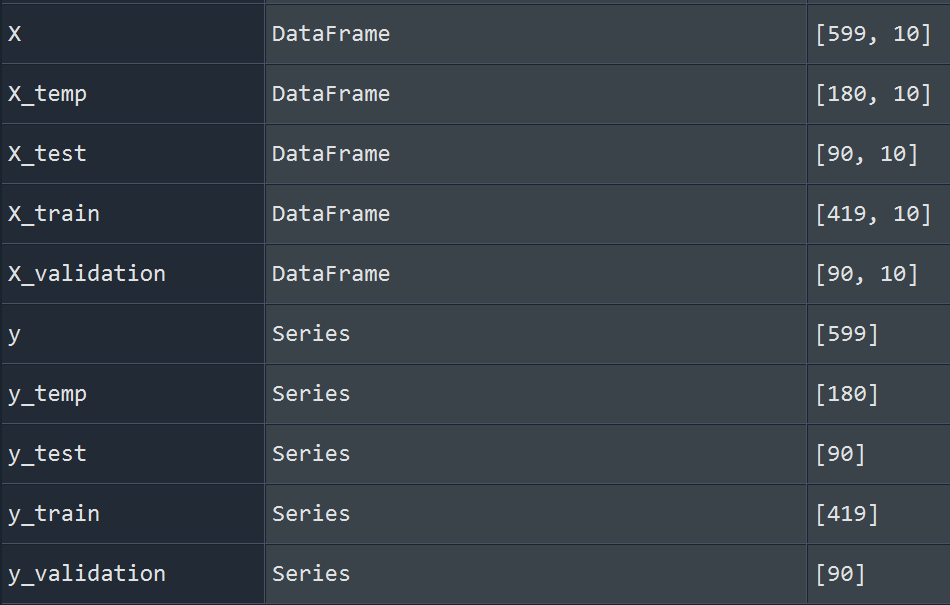 X DataFrame [599, 10]
X_temp DataFrame [180, 10]
X_test DataFrame [90, 10]
X_train DataFrame [419, 10]
X_validation DataFrame [90, 10]
y Series [599]
y_temp Series [180]
y_test Series [90]
y_train Series [419]
y_validation Series [90]